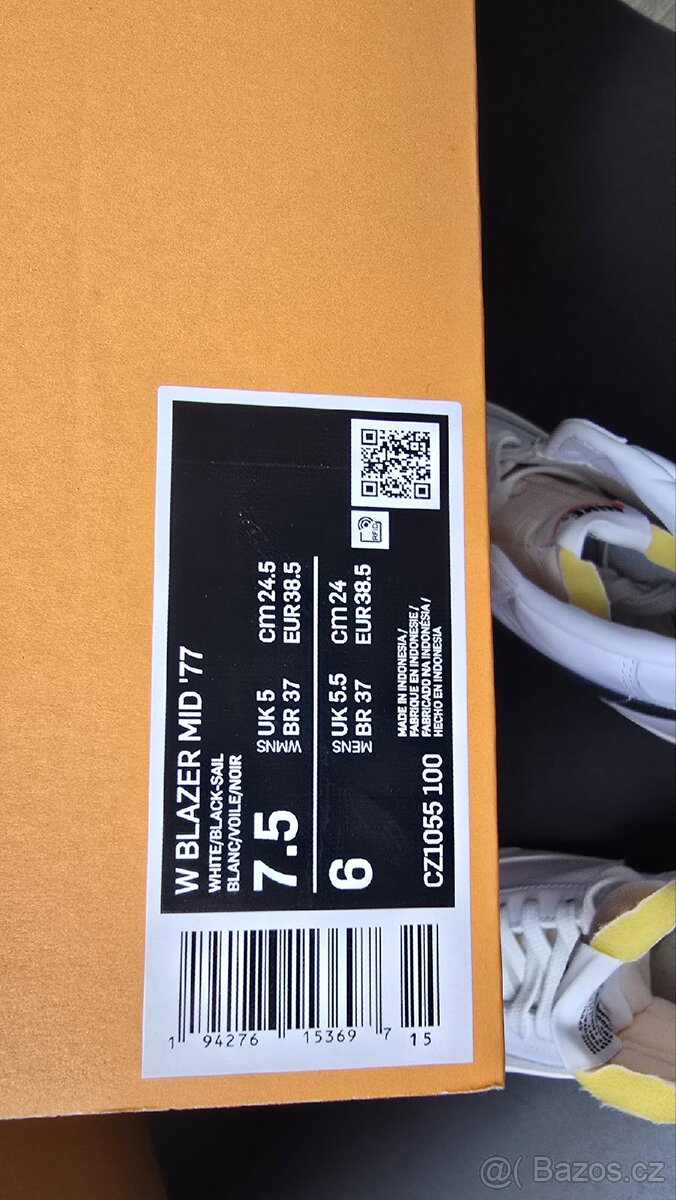 W BLAZER MID '77
WHITE/BLACK-SAIL
BLANC/VOILE/NOIR
7.5
WMNS
UK 5 cm 24.5
BR 37 EUR 38.5
6
MENS
UK 5.5 cm 24
BR 37 EUR 38.5
RFID
CZ1055 100
MADE IN INDONESIA/
FABRIQUE EN INDONESIE/
FABRICADO NA INDONÉSIA/
HECHO EN INDONESIA
1 94276 15369 7 15
@( Bazos.cz